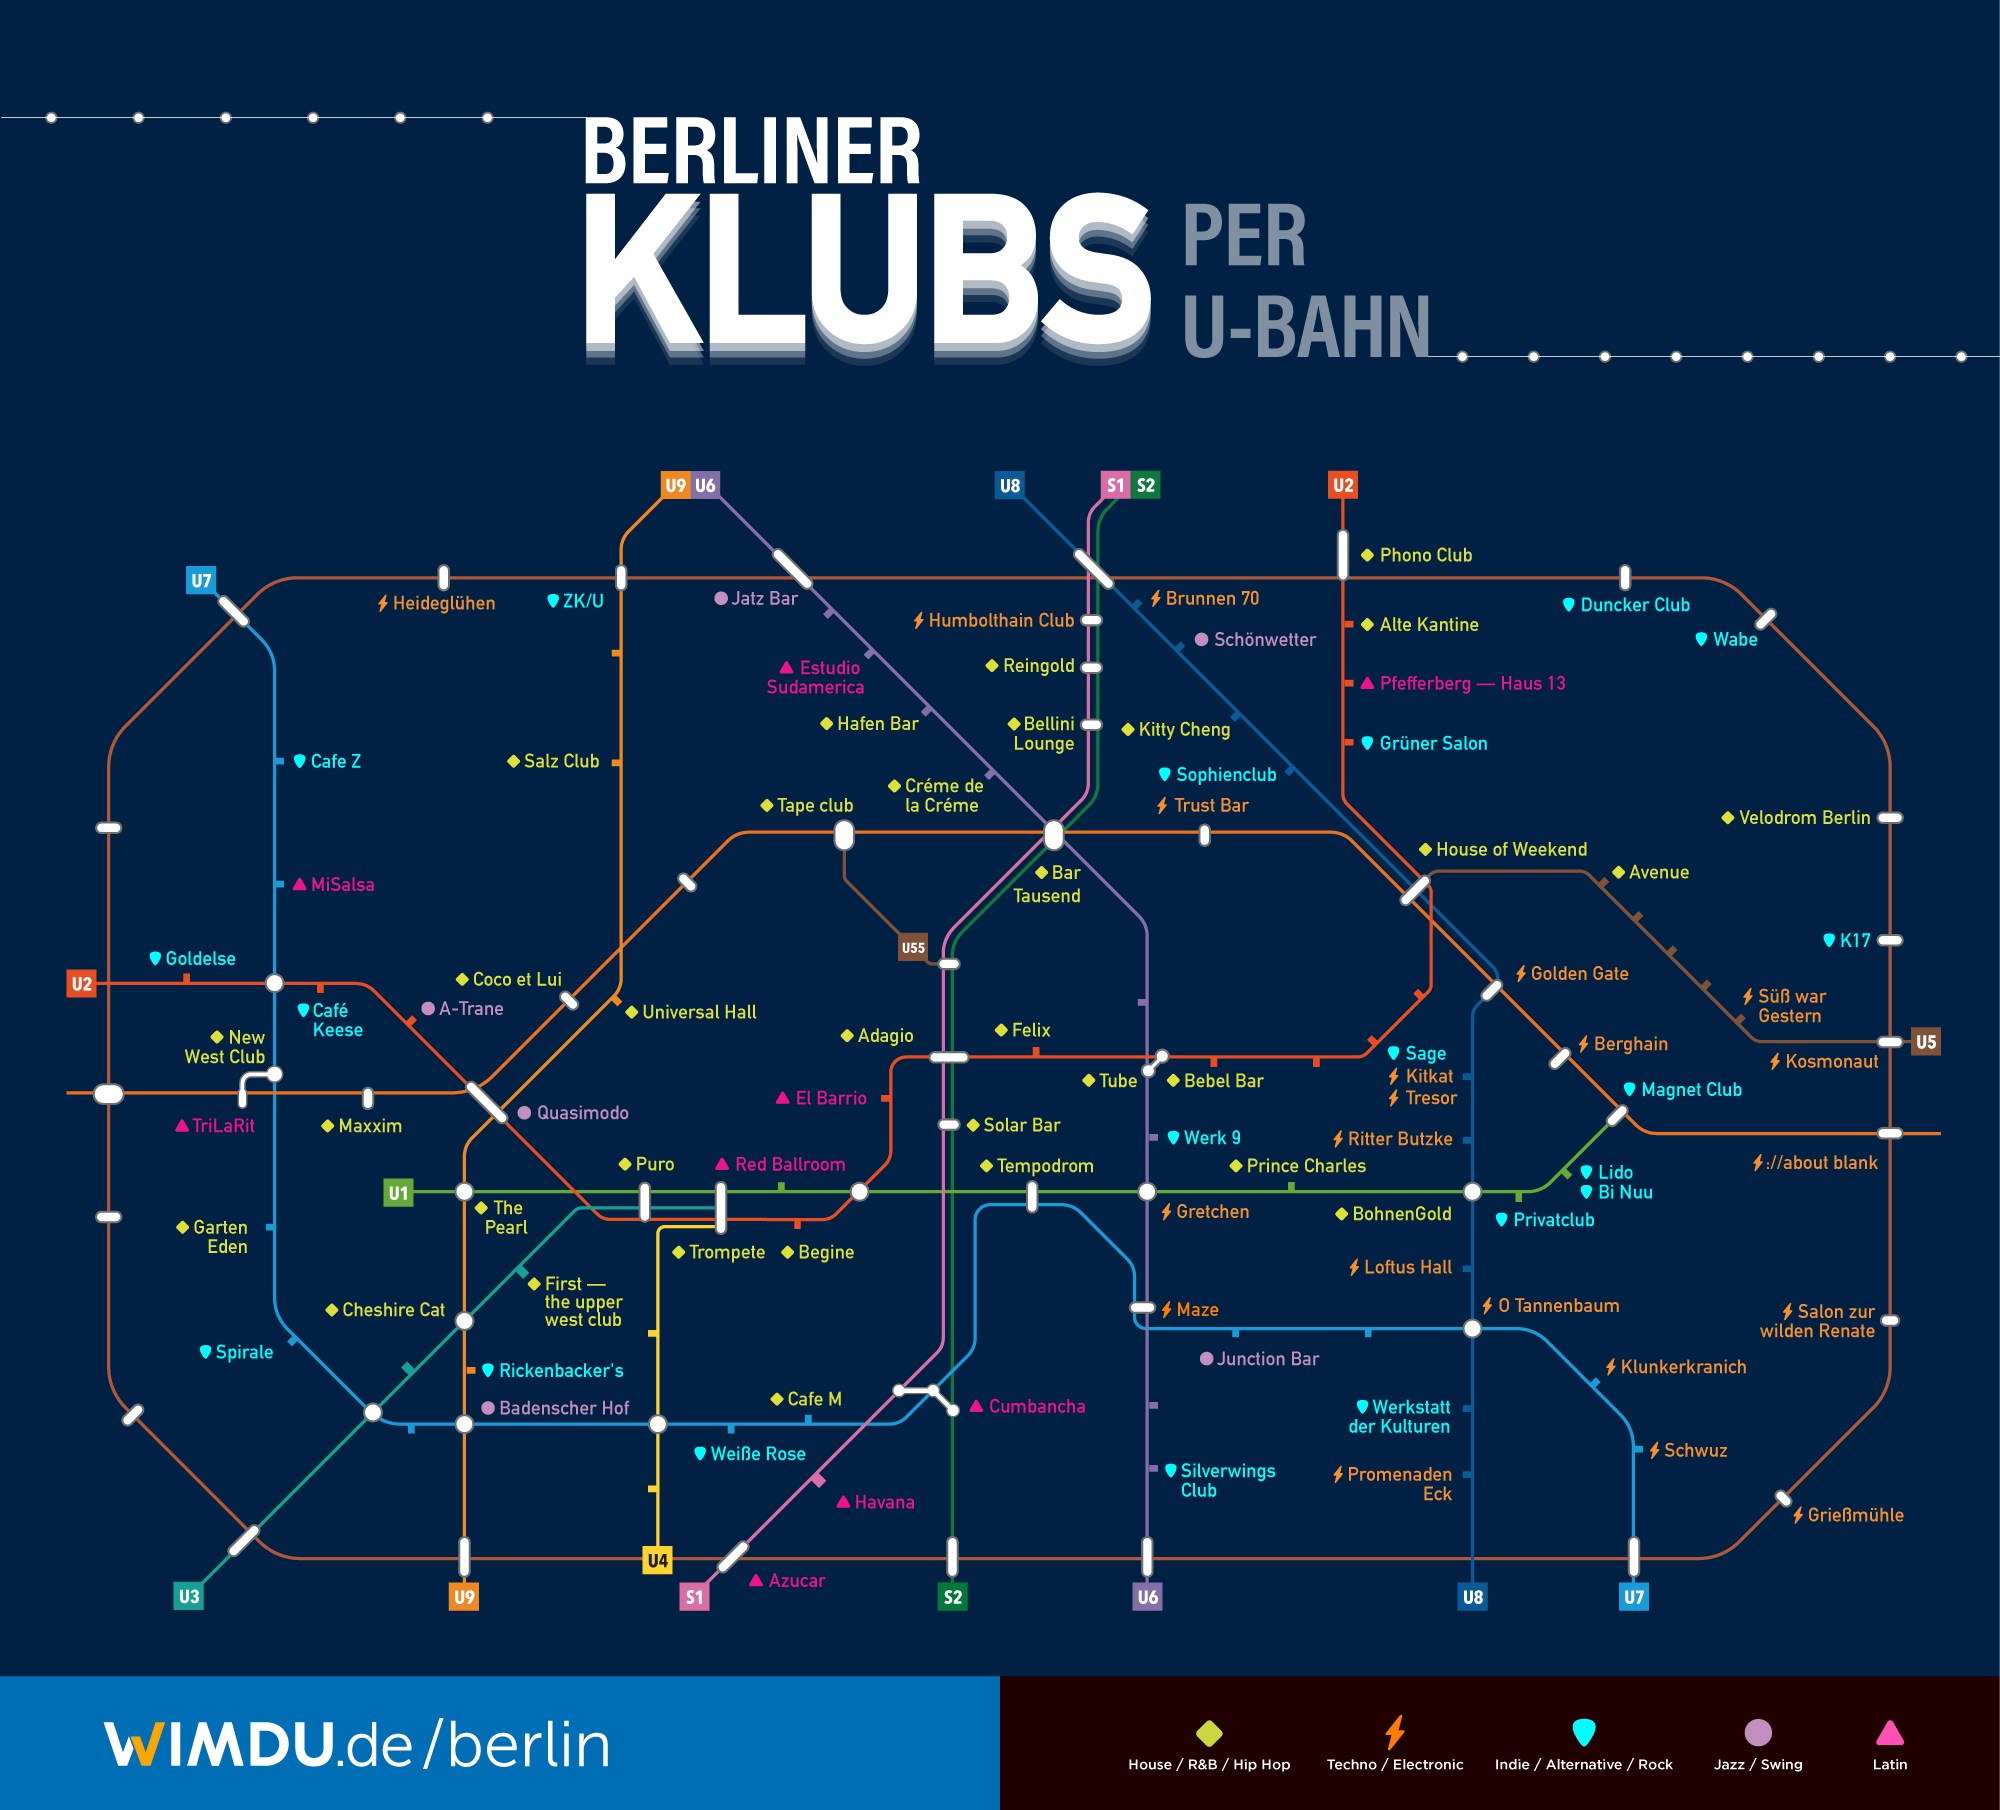 BERLINER
KLUBS
PER
U-BAHN
U9 U6
U8
S1 S2
U2
Phono Club
U7
Heideglühen
ZK/U
Jatz Bar
Brunnen 70
Duncker Club
Humbolthain Club
Alte Kantine
Schönwetter
Wabe
Estudio
Sudamerica
Reingold
Pfefferberg — Haus 13
Hafen Bar
Bellini
Lounge
Kitty Cheng
Grüner Salon
Cafe Z
Salz Club
Sophienclub
Créme de
la Créme
Tape club
Trust Bar
Velodrom Berlin
House of Weekend
Bar
Tausend
Avenue
MiSalsa
U55
K17
Goldelse
U2
Coco et Lui
Golden Gate
Café
Keese
A-Trane
Universal Hall
Süß war
Gestern
New
West Club
Adagio
Felix
Sage
Berghain
U5
Kosmonaut
Tube
Bebel Bar
Kitkat
Tresor
Magnet Club
El Barrio
TriLaRit
Maxxim
Quasimodo
Solar Bar
Werk 9
Ritter Butzke
://about blank
Puro
Red Ballroom
Tempodrom
Prince Charles
Lido
Bi Nuu
U1
The
Pearl
Gretchen
BohnenGold
Privatclub
Garten
Eden
Trompete
Begine
Loftus Hall
First —
the upper
west club
Cheshire Cat
Maze
O Tannenbaum
Salon zur
wilden Renate
Spirale
Rickenbacker's
Junction Bar
Klunkerkranich
Badenscher Hof
Cafe M
Cumbancha
Werkstatt
der Kulturen
Weiße Rose
Schwuz
Silverwings
Club
Promenaden
Eck
Havana
Grießmühle
U4
Azucar
U3
U9
S1
S2
U6
U8
U7
WIMDU.de/berlin
House / R&B / Hip Hop
Techno / Electronic
Indie / Alternative / Rock
Jazz / Swing
Latin